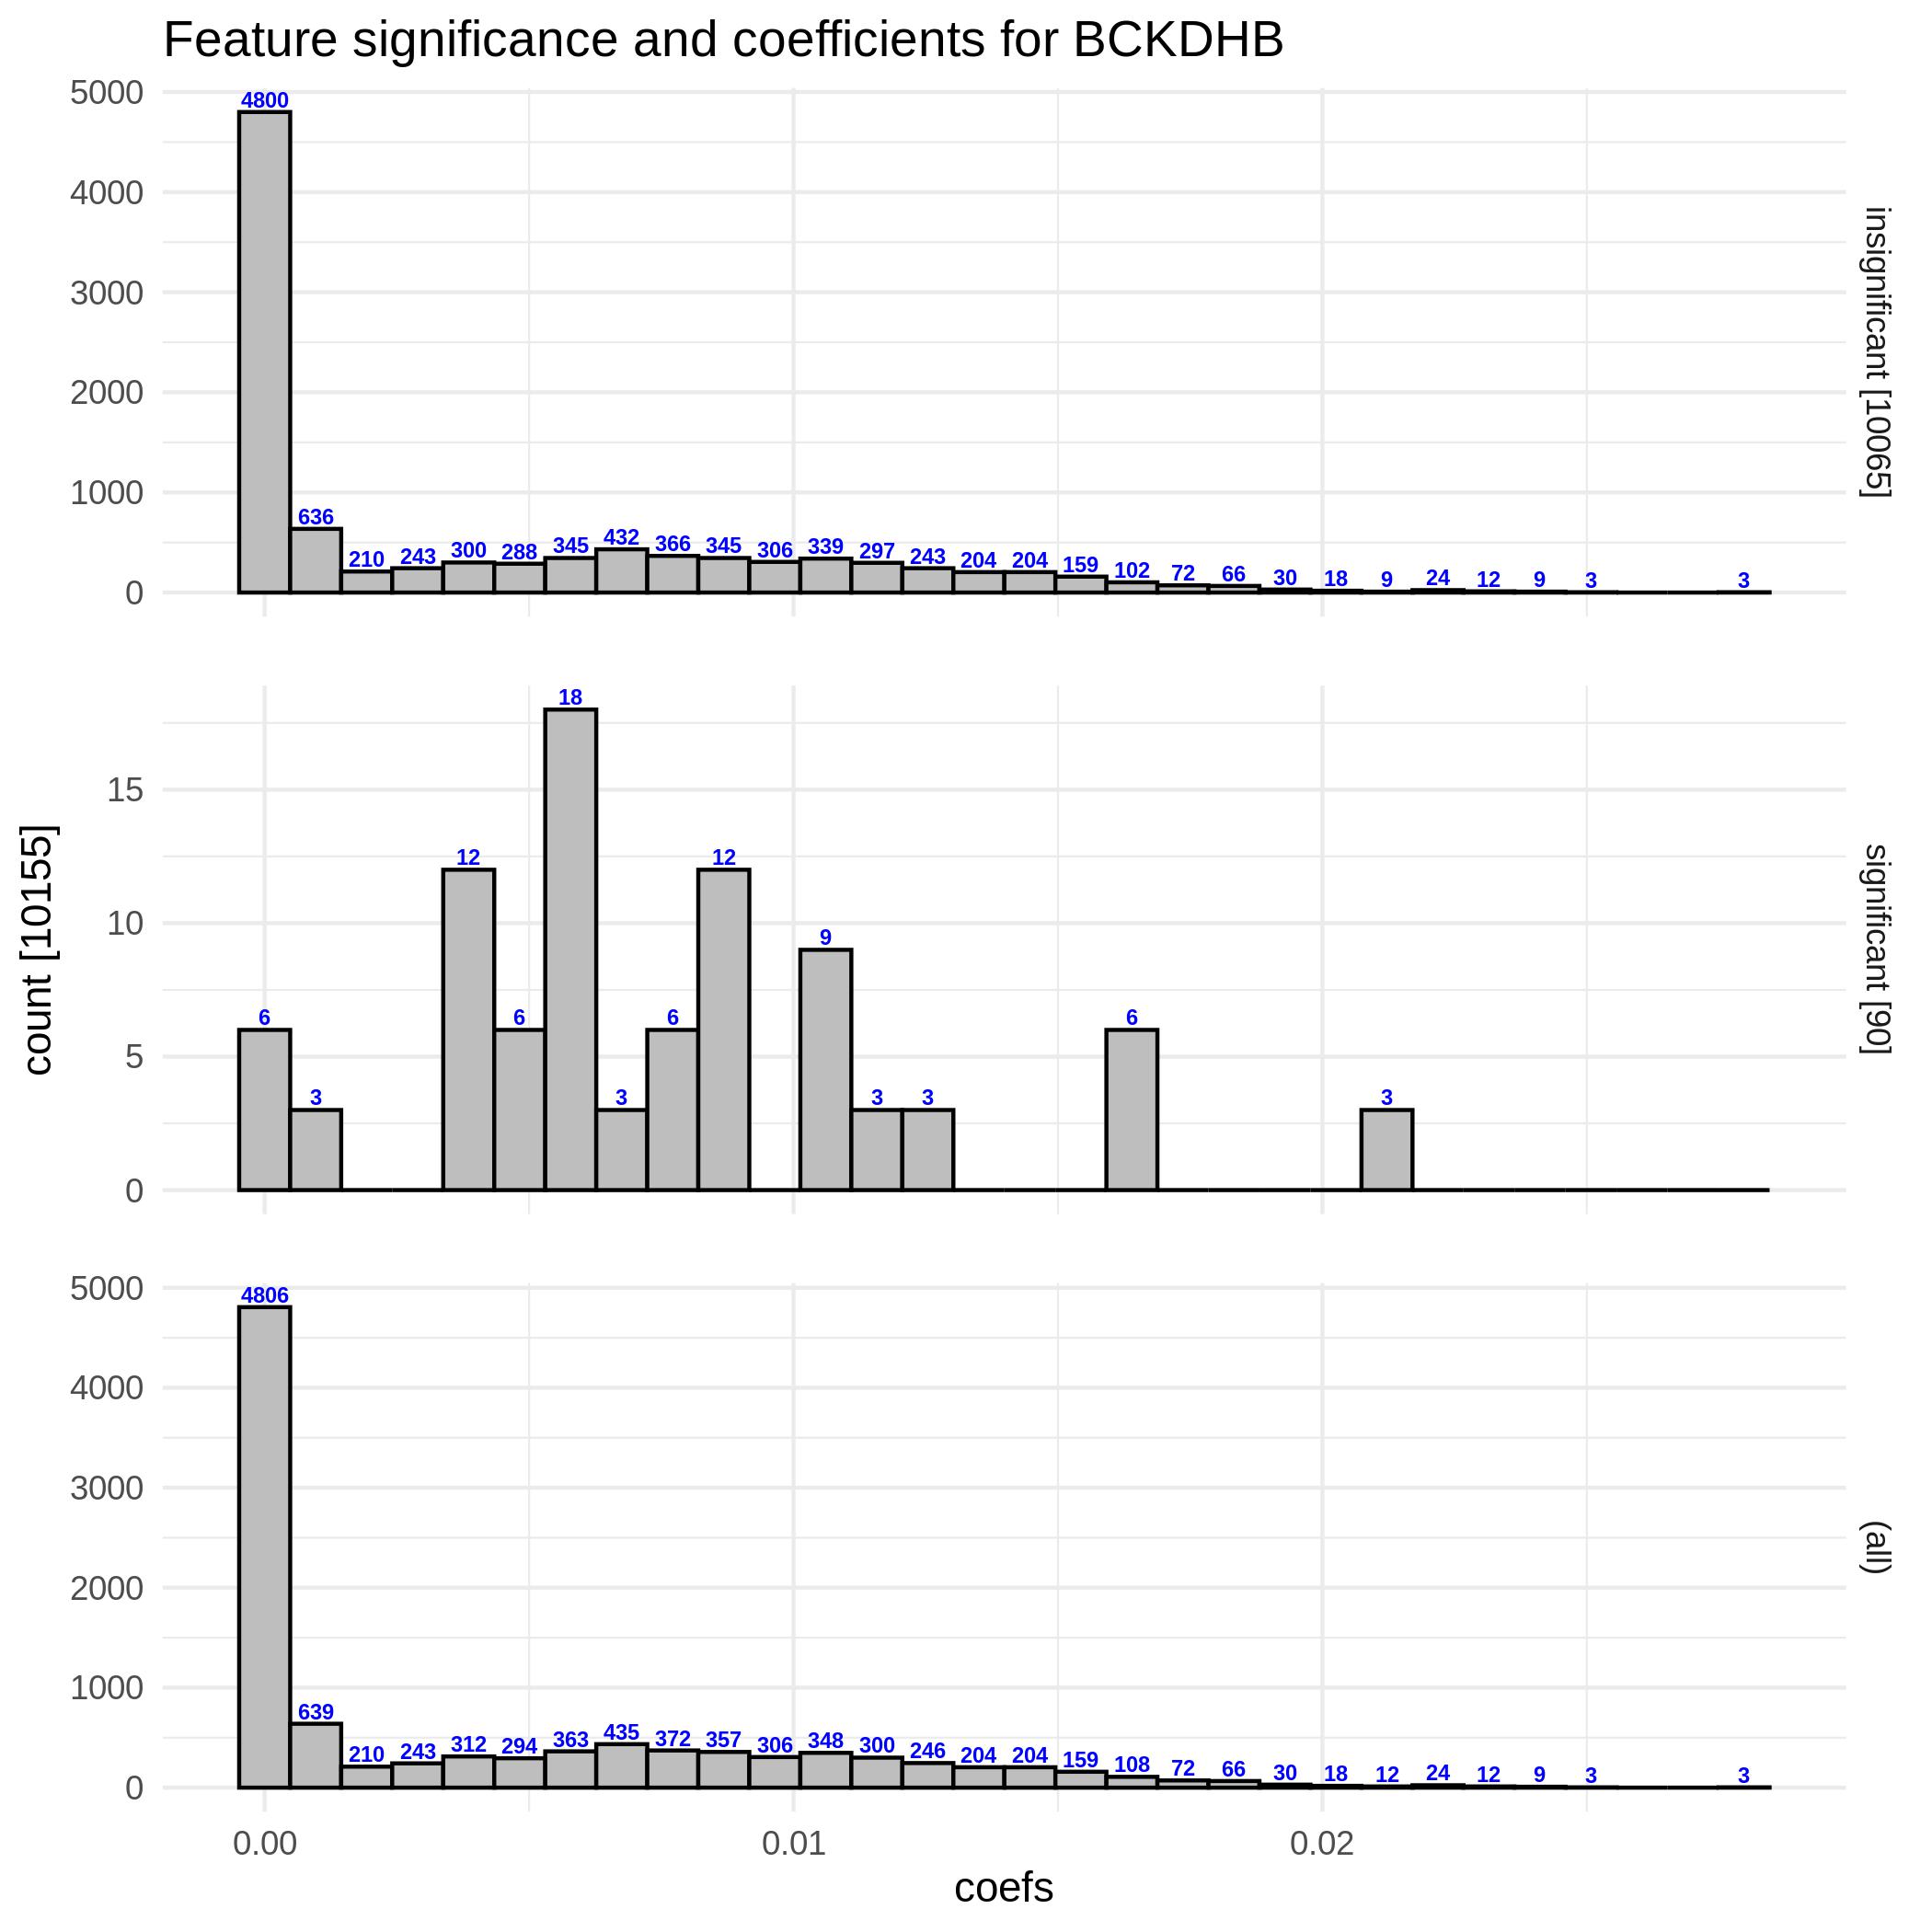 Feature significance and coefficients for BCKDHB
5000
4000
3000
2000
1000
0
4800
636
210 243 300 288 345 432 366 345 306 339 297 243 204 204 159 102 72 66 30 18 9 24 12 9 3 3
insignificant [10065]
count [10155]
15
10
5
0
6 3 12 6 18 3 6 12 9 3 3 6 3
significant [90]
5000
4000
3000
2000
1000
0
4806
639
210 243 312 294 363 435 372 357 306 348 300 246 204 204 159 108 72 66 30 18 12 24 12 9 3 3
(all)
0.00 0.01 0.02
coefs